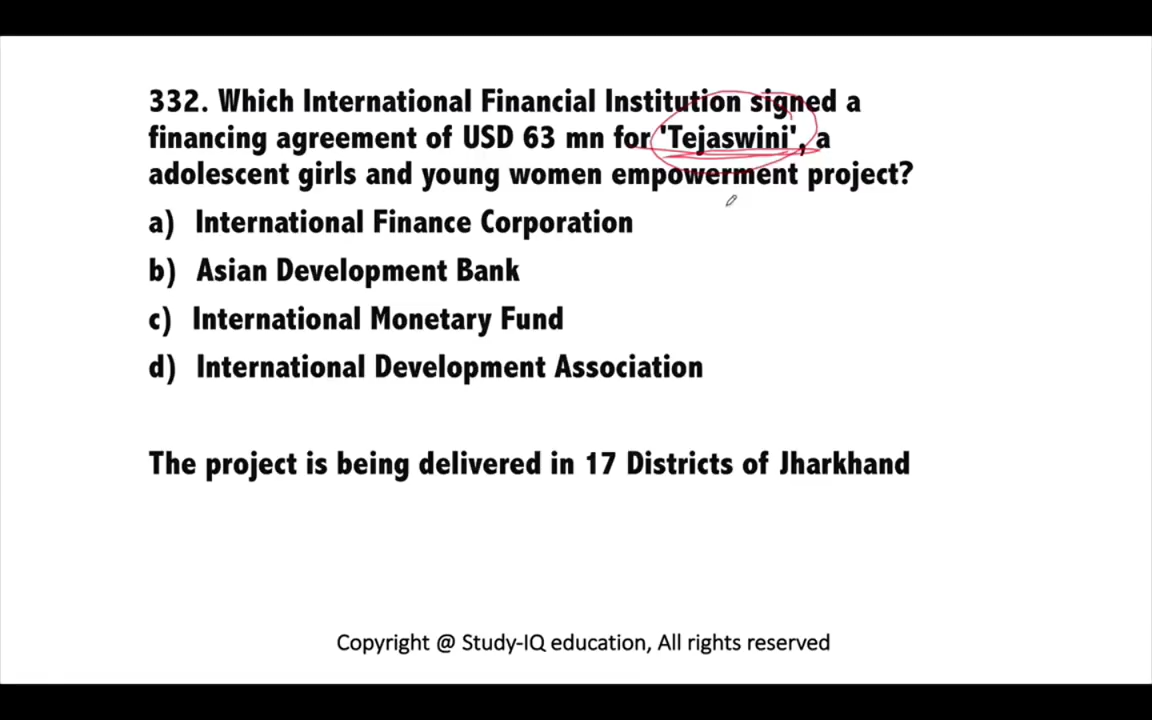 332. Which International Financial Institution signed a
financing agreement of USD 63 mn for 'Tejaswini', a
adolescent girls and young women empowerment project?
a) International Finance Corporation
b) Asian Development Bank
c) International Monetary Fund
d) International Development Association
The project is being delivered in 17 Districts of Jharkhand
Copyright @ Study-IQ education, All rights reserved